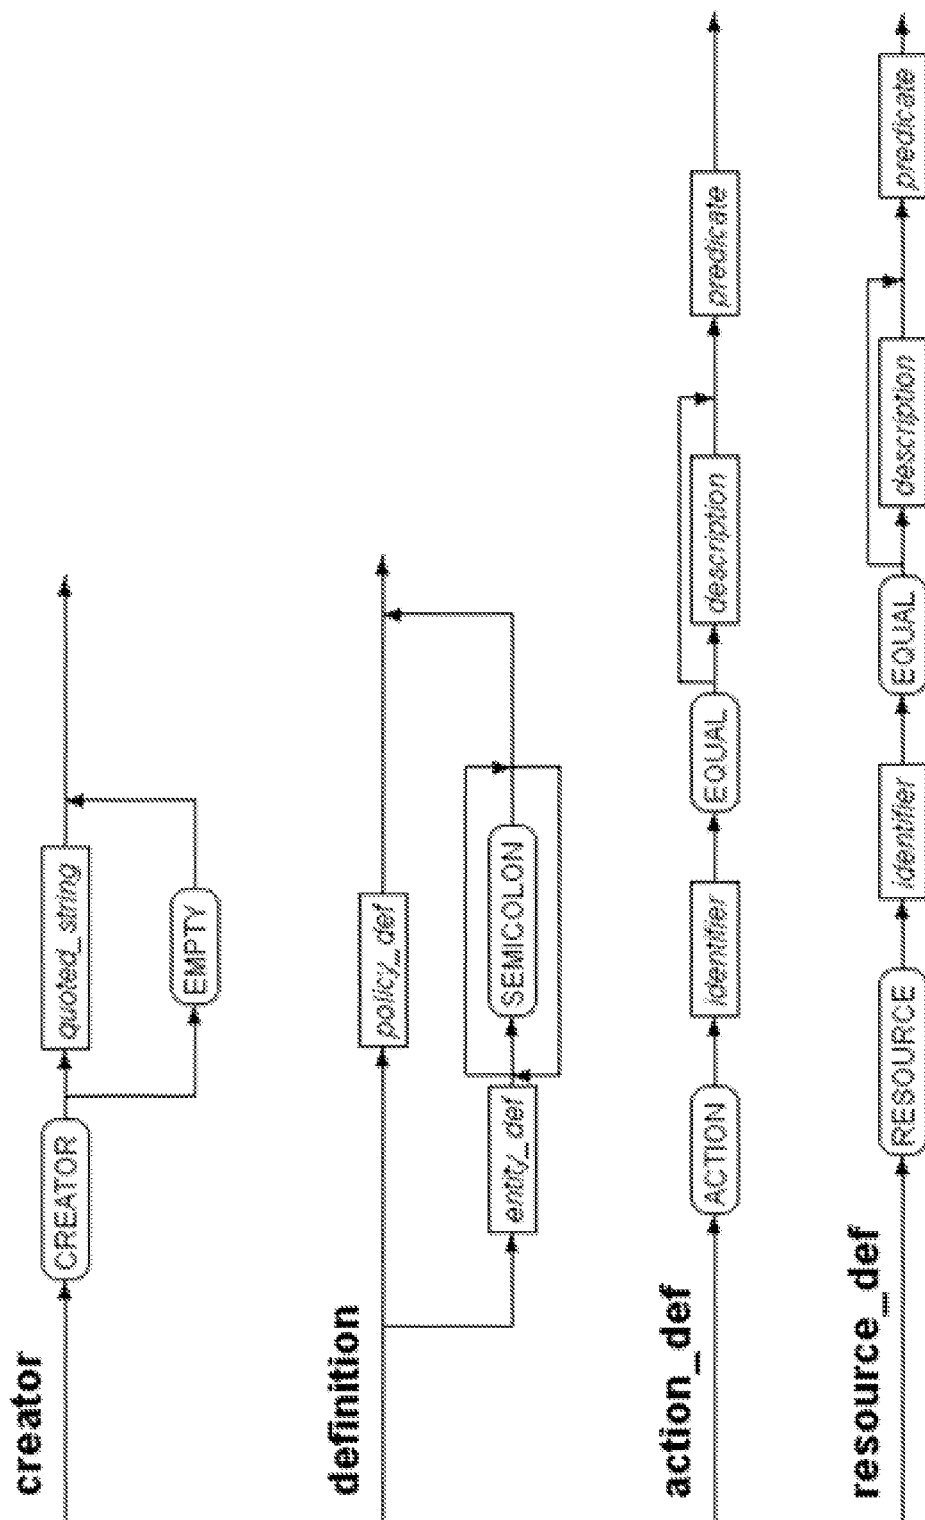 creator
CREATOR
quoted_string
EMPTY
definition
policy_def
entity_def
SEMICOLON
action_def
ACTION
identifier
EQUAL
description
predicate
resource_def
RESOURCE
identifier
EQUAL
description
predicate